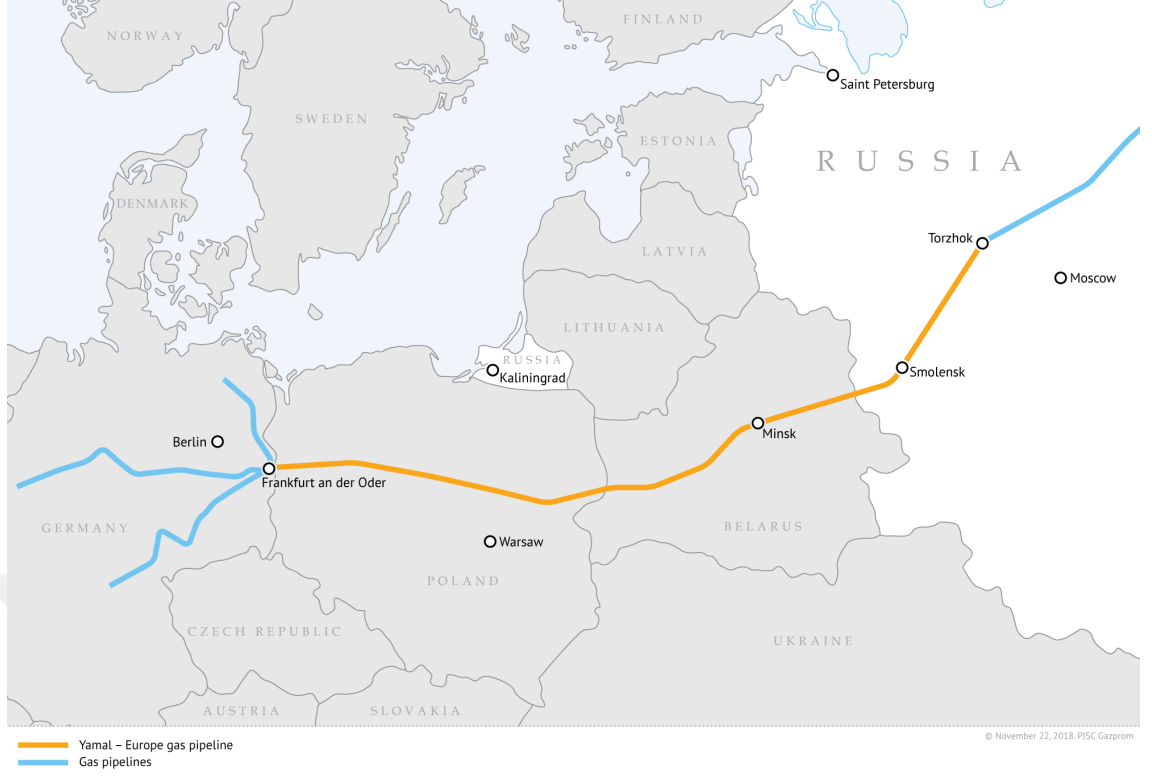 NORWAY
FINLAND
Saint Petersburg
SWEDEN
ESTONIA
RUSSIA
DENMARK
Torzhok
LATVIA
Moscow
LITHUANIA
RUSSIA
Kaliningrad
Smolensk
Minsk
Berlin
Frankfurt an der Oder
GERMANY
BELARUS
Warsaw
POLAND
CZECH REPUBLIC
UKRAINE
AUSTRIA
SLOVAKIA
© November 22, 2018. PJSC Gazprom
Yamal – Europe gas pipeline
Gas pipelines